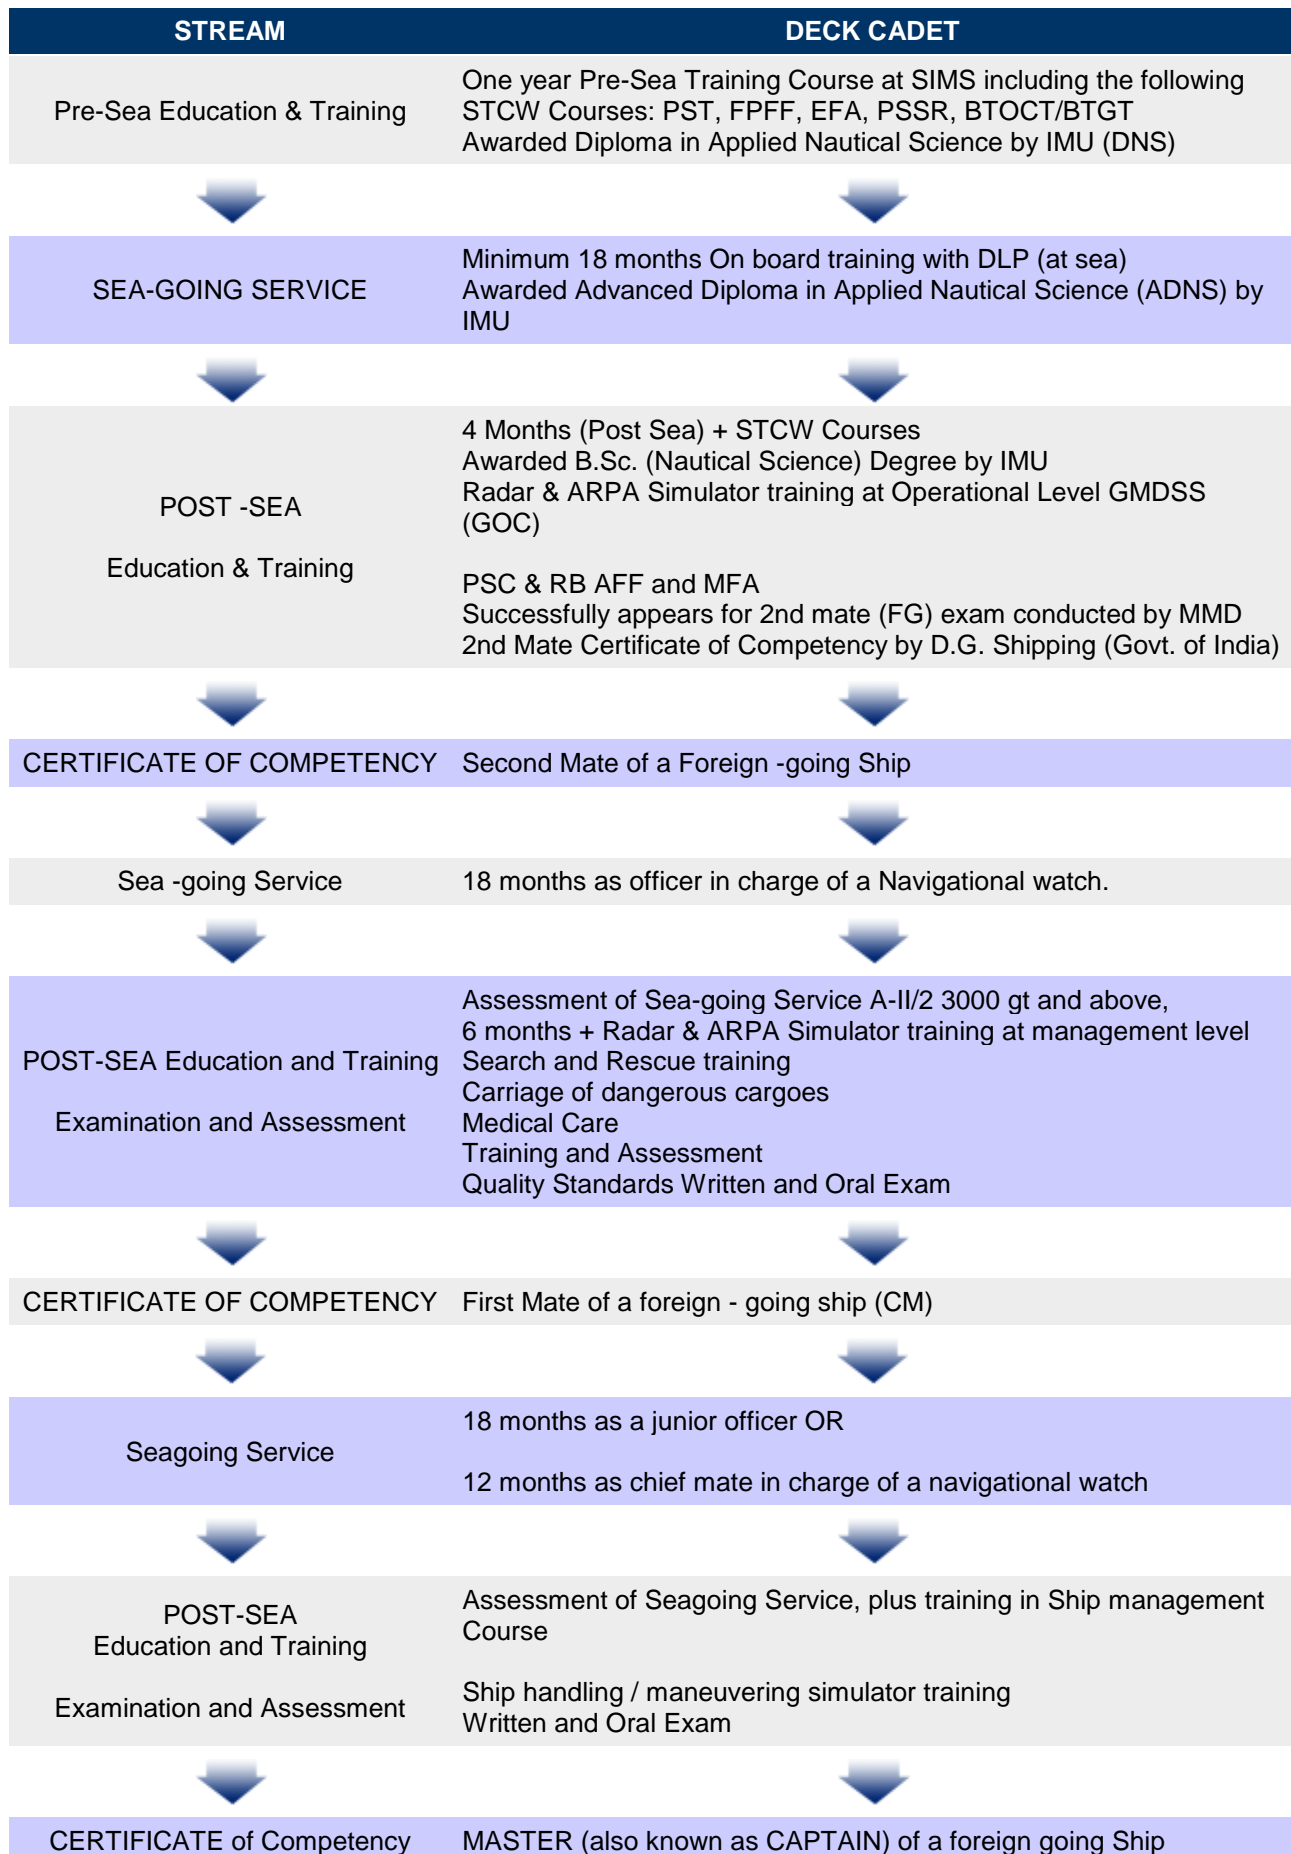 STREAM
DECK CADET
Pre-Sea Education & Training
One year Pre-Sea Training Course at SIMS including the following
STCW Courses: PST, FPFF, EFA, PSSR, BTOCT/BTGT
Awarded Diploma in Applied Nautical Science by IMU (DNS)
SEA-GOING SERVICE
Minimum 18 months On board training with DLP (at sea)
Awarded Advanced Diploma in Applied Nautical Science (ADNS) by
IMU
POST -SEA
Education & Training
4 Months (Post Sea) + STCW Courses
Awarded B.Sc. (Nautical Science) Degree by IMU
Radar & ARPA Simulator training at Operational Level GMDSS
(GOC)
PSC & RB AFF and MFA
Successfully appears for 2nd mate (FG) exam conducted by MMD
2nd Mate Certificate of Competency by D.G. Shipping (Govt. of India)
CERTIFICATE OF COMPETENCY
Second Mate of a Foreign -going Ship
Sea -going Service
18 months as officer in charge of a Navigational watch.
POST-SEA Education and Training
Examination and Assessment
Assessment of Sea-going Service A-II/2 3000 gt and above,
6 months + Radar & ARPA Simulator training at management level
Search and Rescue training
Carriage of dangerous cargoes
Medical Care
Training and Assessment
Quality Standards Written and Oral Exam
CERTIFICATE OF COMPETENCY
First Mate of a foreign - going ship (CM)
Seagoing Service
18 months as a junior officer OR
12 months as chief mate in charge of a navigational watch
POST-SEA
Education and Training
Examination and Assessment
Assessment of Seagoing Service, plus training in Ship management
Course
Ship handling / maneuvering simulator training
Written and Oral Exam
CERTIFICATE of Competency
MASTER (also known as CAPTAIN) of a foreign going Ship